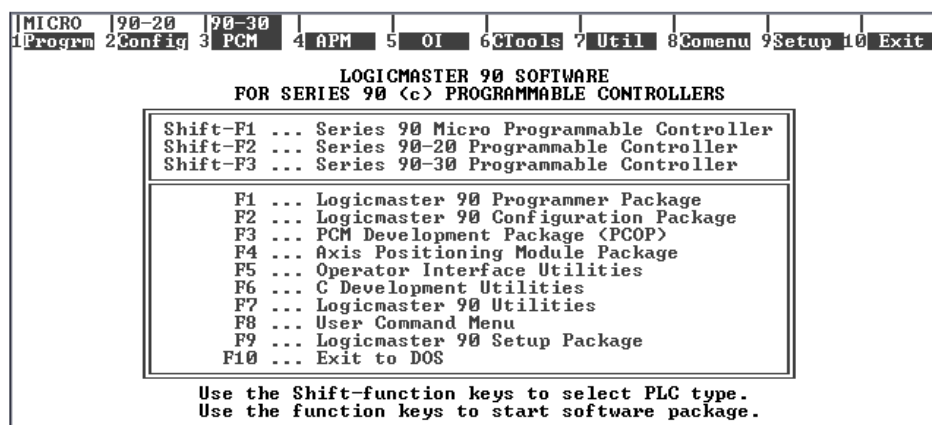 |MICRO |90-20 |90-30 | | | | | | |
1Progrm 2Config 3 PCM 4 APM 5 OI 6CTools 7 Util 8Comenu 9Setup 10 Exit
LOGICMASTER 90 SOFTWARE
FOR SERIES 90 (c) PROGRAMMABLE CONTROLLERS
Shift-F1 ... Series 90 Micro Programmable Controller
Shift-F2 ... Series 90-20 Programmable Controller
Shift-F3 ... Series 90-30 Programmable Controller
F1 ... Logicmaster 90 Programmer Package
F2 ... Logicmaster 90 Configuration Package
F3 ... PCM Development Package (PCOP)
F4 ... Axis Positioning Module Package
F5 ... Operator Interface Utilities
F6 ... C Development Utilities
F7 ... Logicmaster 90 Utilities
F8 ... User Command Menu
F9 ... Logicmaster 90 Setup Package
F10 ... Exit to DOS
Use the Shift-function keys to select PLC type.
Use the function keys to start software package.